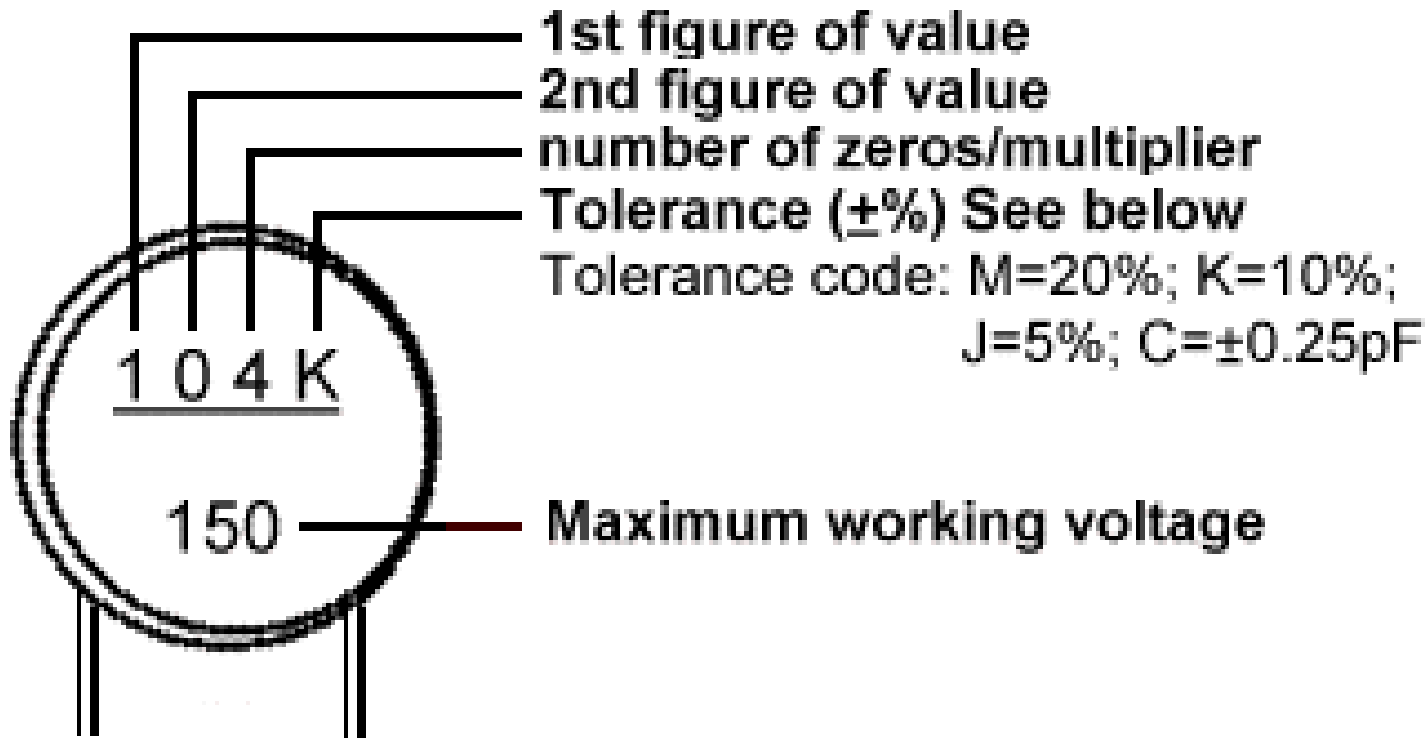 1st figure of value
2nd figure of value
number of zeros/multiplier
Tolerance (±%) See below
Tolerance code: M=20%; K=10%;
J=5%; C=±0.25pF
1 0 4 K
150
Maximum working voltage